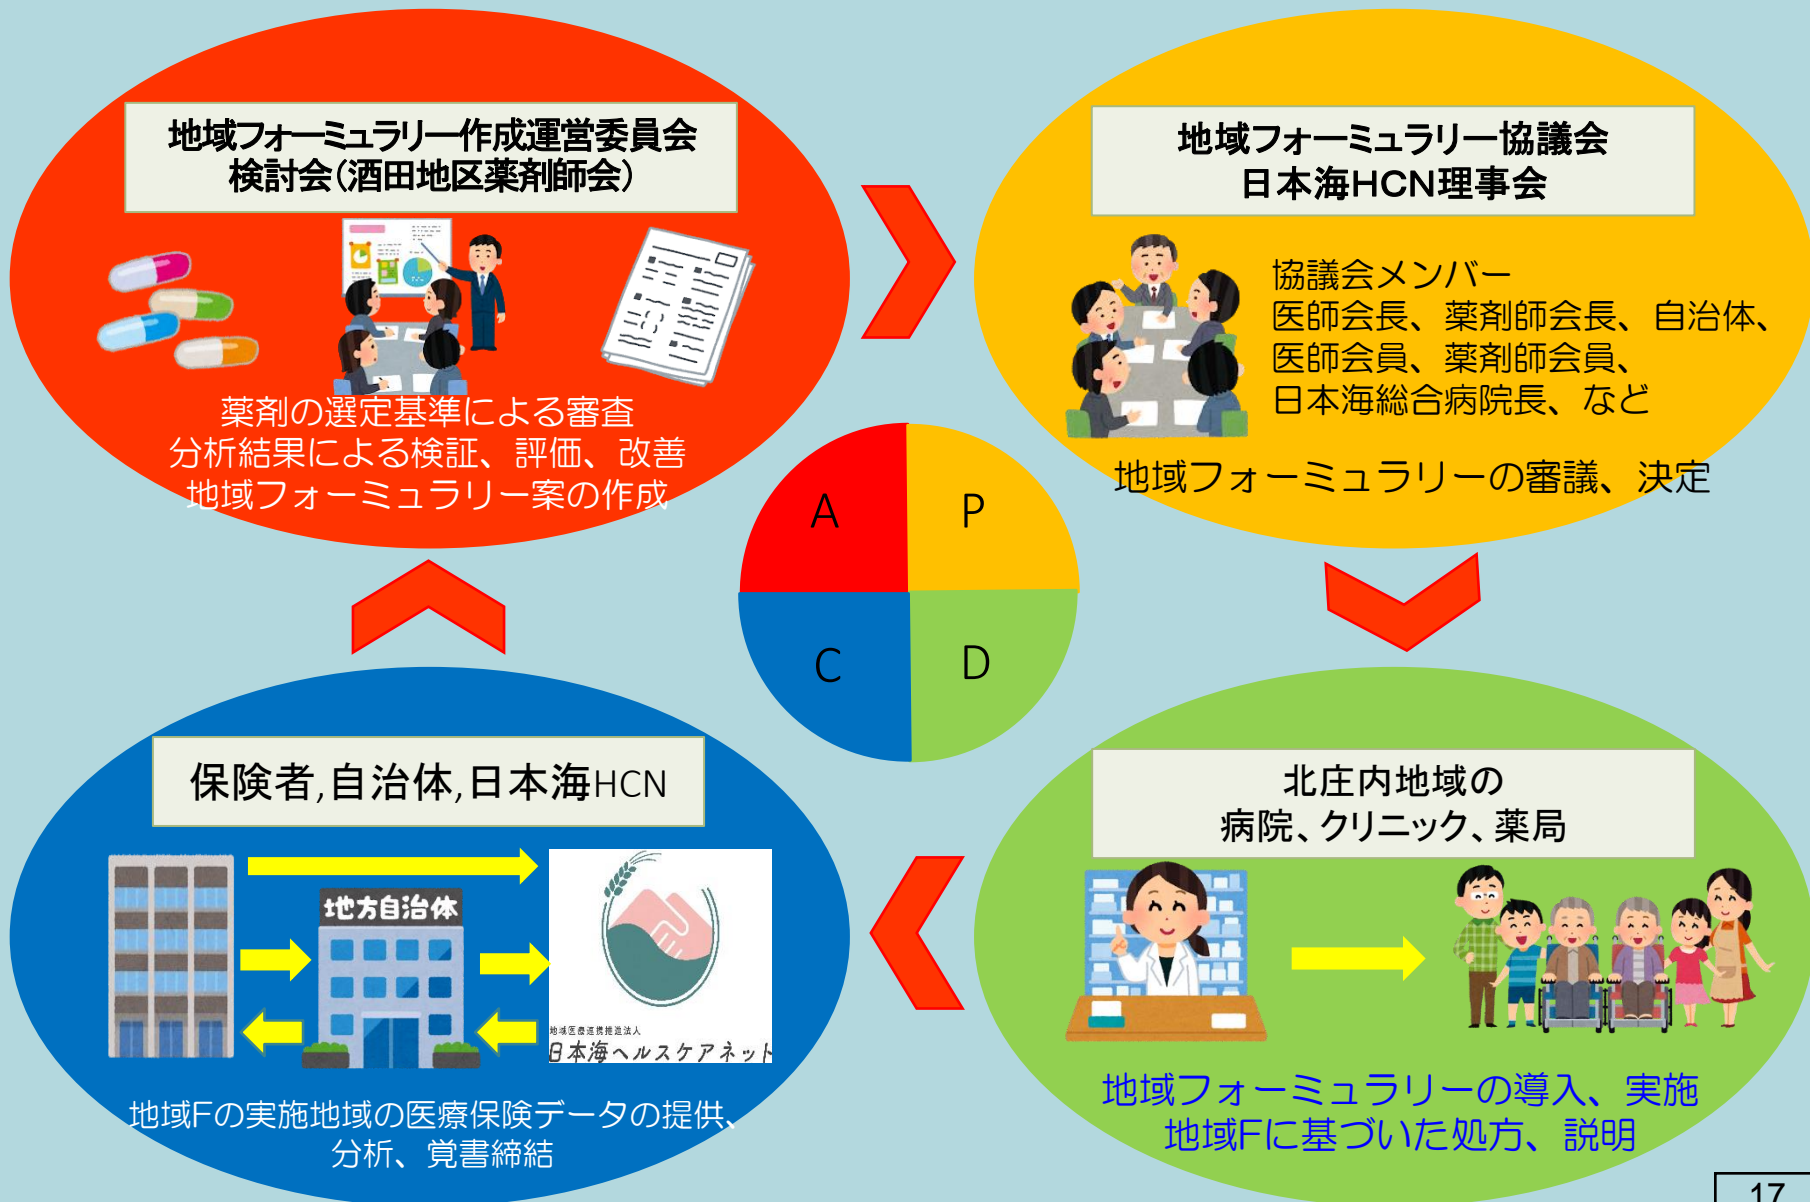 地域フォーミュラリー作成運営委員会
検討会(酒田地区薬剤師会)
薬剤の選定基準による審査
分析結果による検証、評価、改善
地域フォーミュラリー案の作成
地域フォーミュラリー協議会
日本海HCN理事会
協議会メンバー
医師会長、薬剤師会長、自治体、
医師会員、薬剤師会員、
日本海総合病院長、など
地域フォーミュラリーの審議、決定
A
P
C
D
保険者,自治体,日本海HCN
地方自治体
地域医療連携推進法人
日本海ヘルスケアネット
地域Fの実施地域の医療保険データの提供、
分析、覚書締結
北庄内地域の
病院、クリニック、薬局
地域フォーミュラリーの導入、実施
地域Fに基づいた処方、説明
17